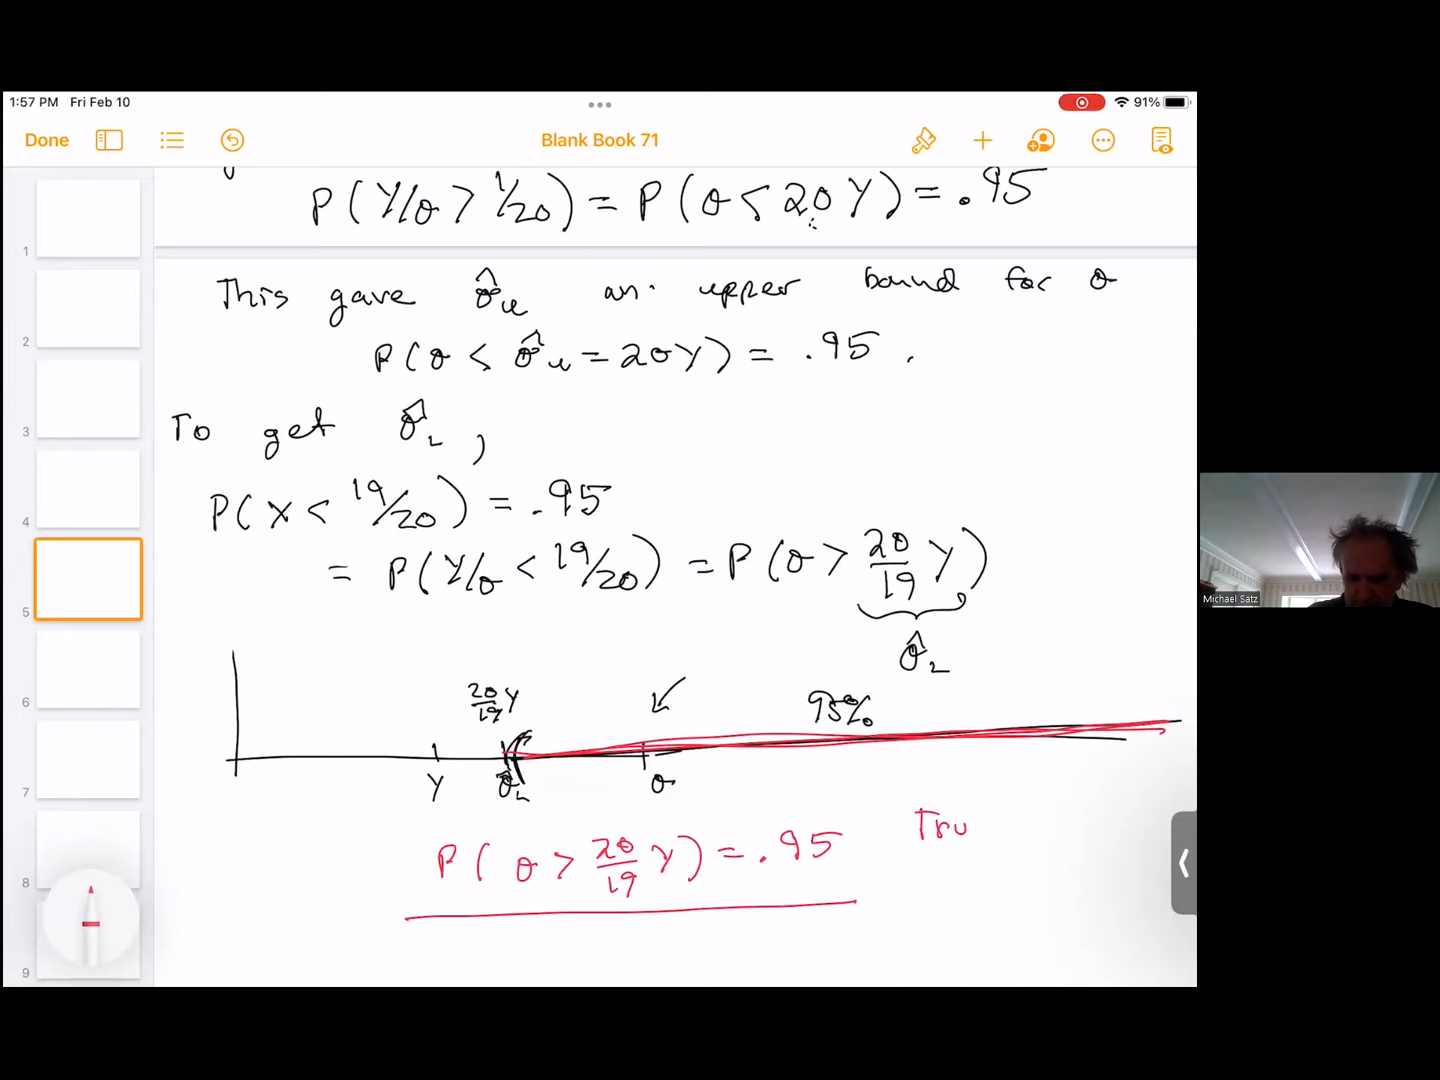 1:57 PM Fri Feb 10
91%
Done
Blank Book 71
P(Y/θ > 1/20) = P(θ < 20Y) = .95
This gave θ̂u an upper bound for θ
P(θ < θ̂u = 20Y) = .95.
To get θ̂L,
P(X < 19/20) = .95
= P(Y/θ < 19/20) = P(θ > 20/19 Y)
θ̂L
20/19 Y
95%
Y θ̂L θ
P(θ > 20/19 Y) = .95
Tru
1
2
3
4
5
6
7
8
9
Michael Satz